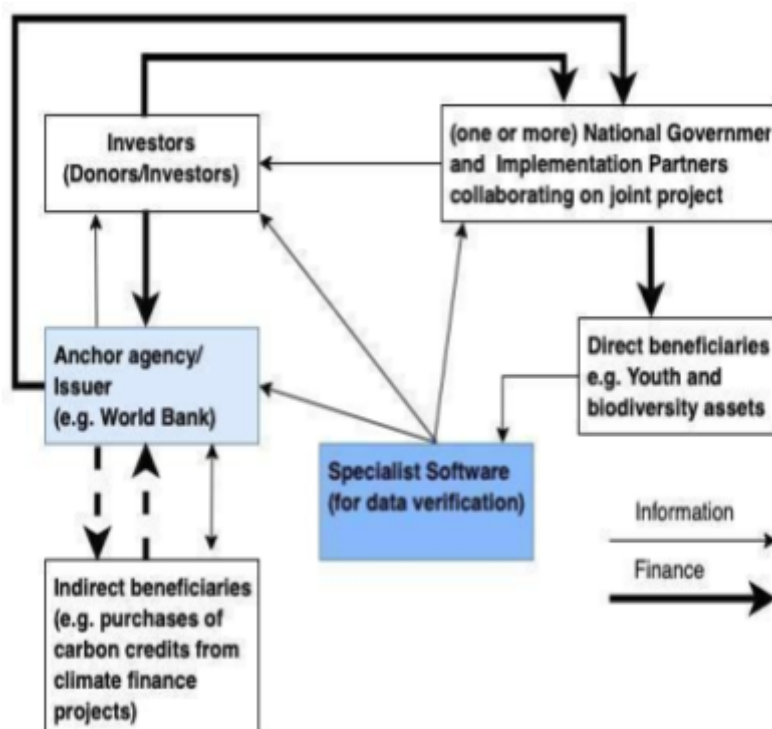 Investors
(Donors/Investors)
(one or more) National Governmen
and Implementation Partners
collaborating on joint project
Anchor agency/
Issuer
(e.g. World Bank)
Direct beneficiaries
e.g. Youth and
biodiversity assets
Specialist Software
(for data verification)
Information
Finance
Indirect beneficiaries
(e.g. purchases of
carbon credits from
climate finance
projects)